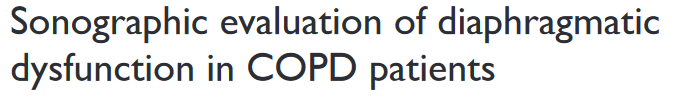 Sonographic evaluation of diaphragmatic
dysfunction in COPD patients